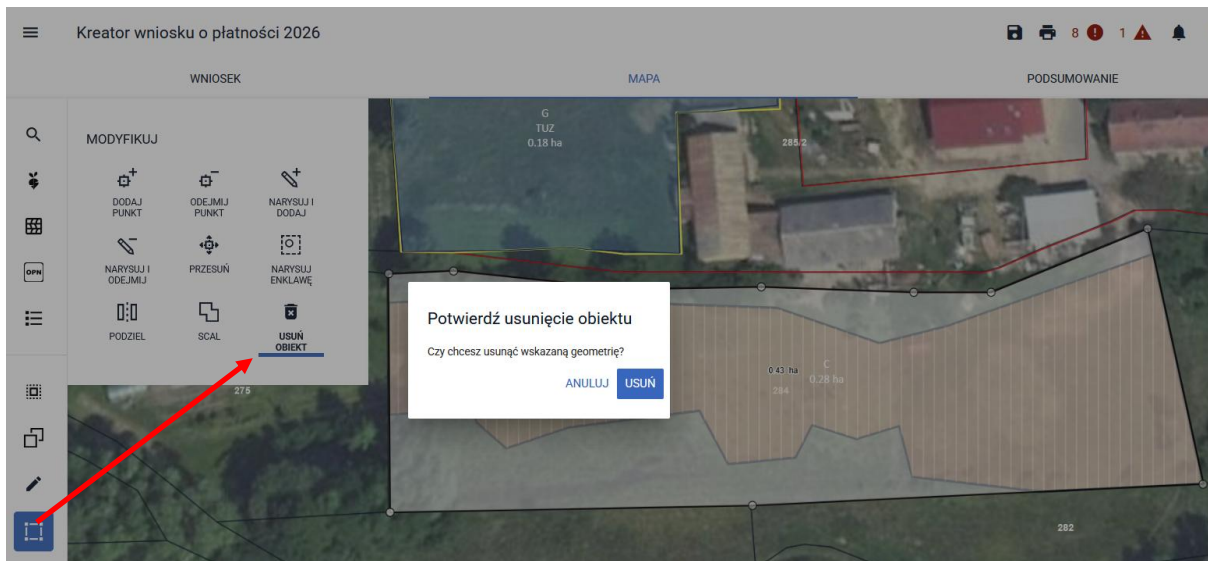 Kreator wniosku o płatności 2026
8 1
WNIOSEK
MAPA
PODSUMOWANIE
MODYFIKUJ
DODAJ
PUNKT
ODEJMIJ
PUNKT
NARYSUJ I
DODAJ
NARYSUJ I
ODEJMIJ
PRZESUŃ
NARYSUJ
ENKLAWĘ
PODZIEL
SCAL
USUŃ
OBIEKT
OPN
G
TUZ
0.18 ha
285/2
Potwierdź usunięcie obiektu
Czy chcesz usunąć wskazaną geometrię?
ANULUJ
USUŃ
0.43 ha
C
0.28 ha
284
275
282